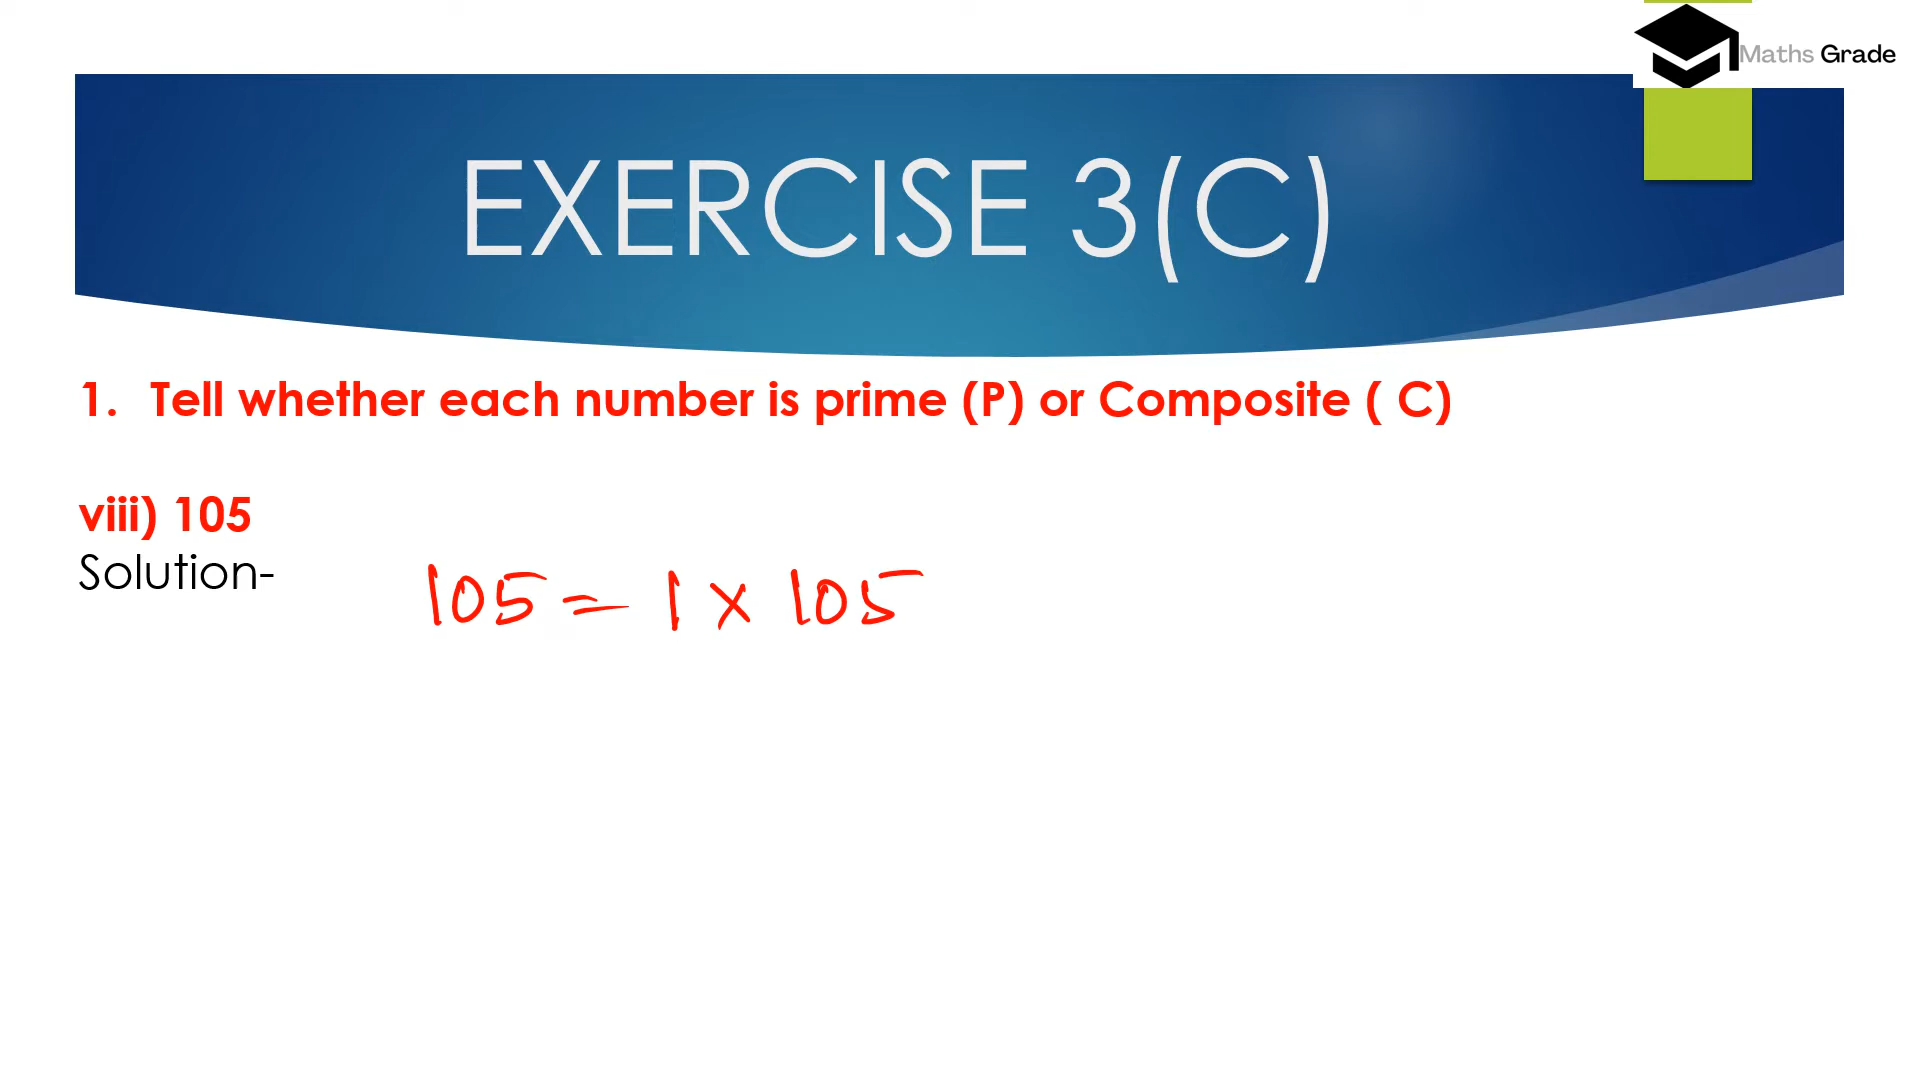 Maths Grade
EXERCISE 3(C)
1. Tell whether each number is prime (P) or Composite ( C)
viii) 105
Solution-
105 = 1 x 105